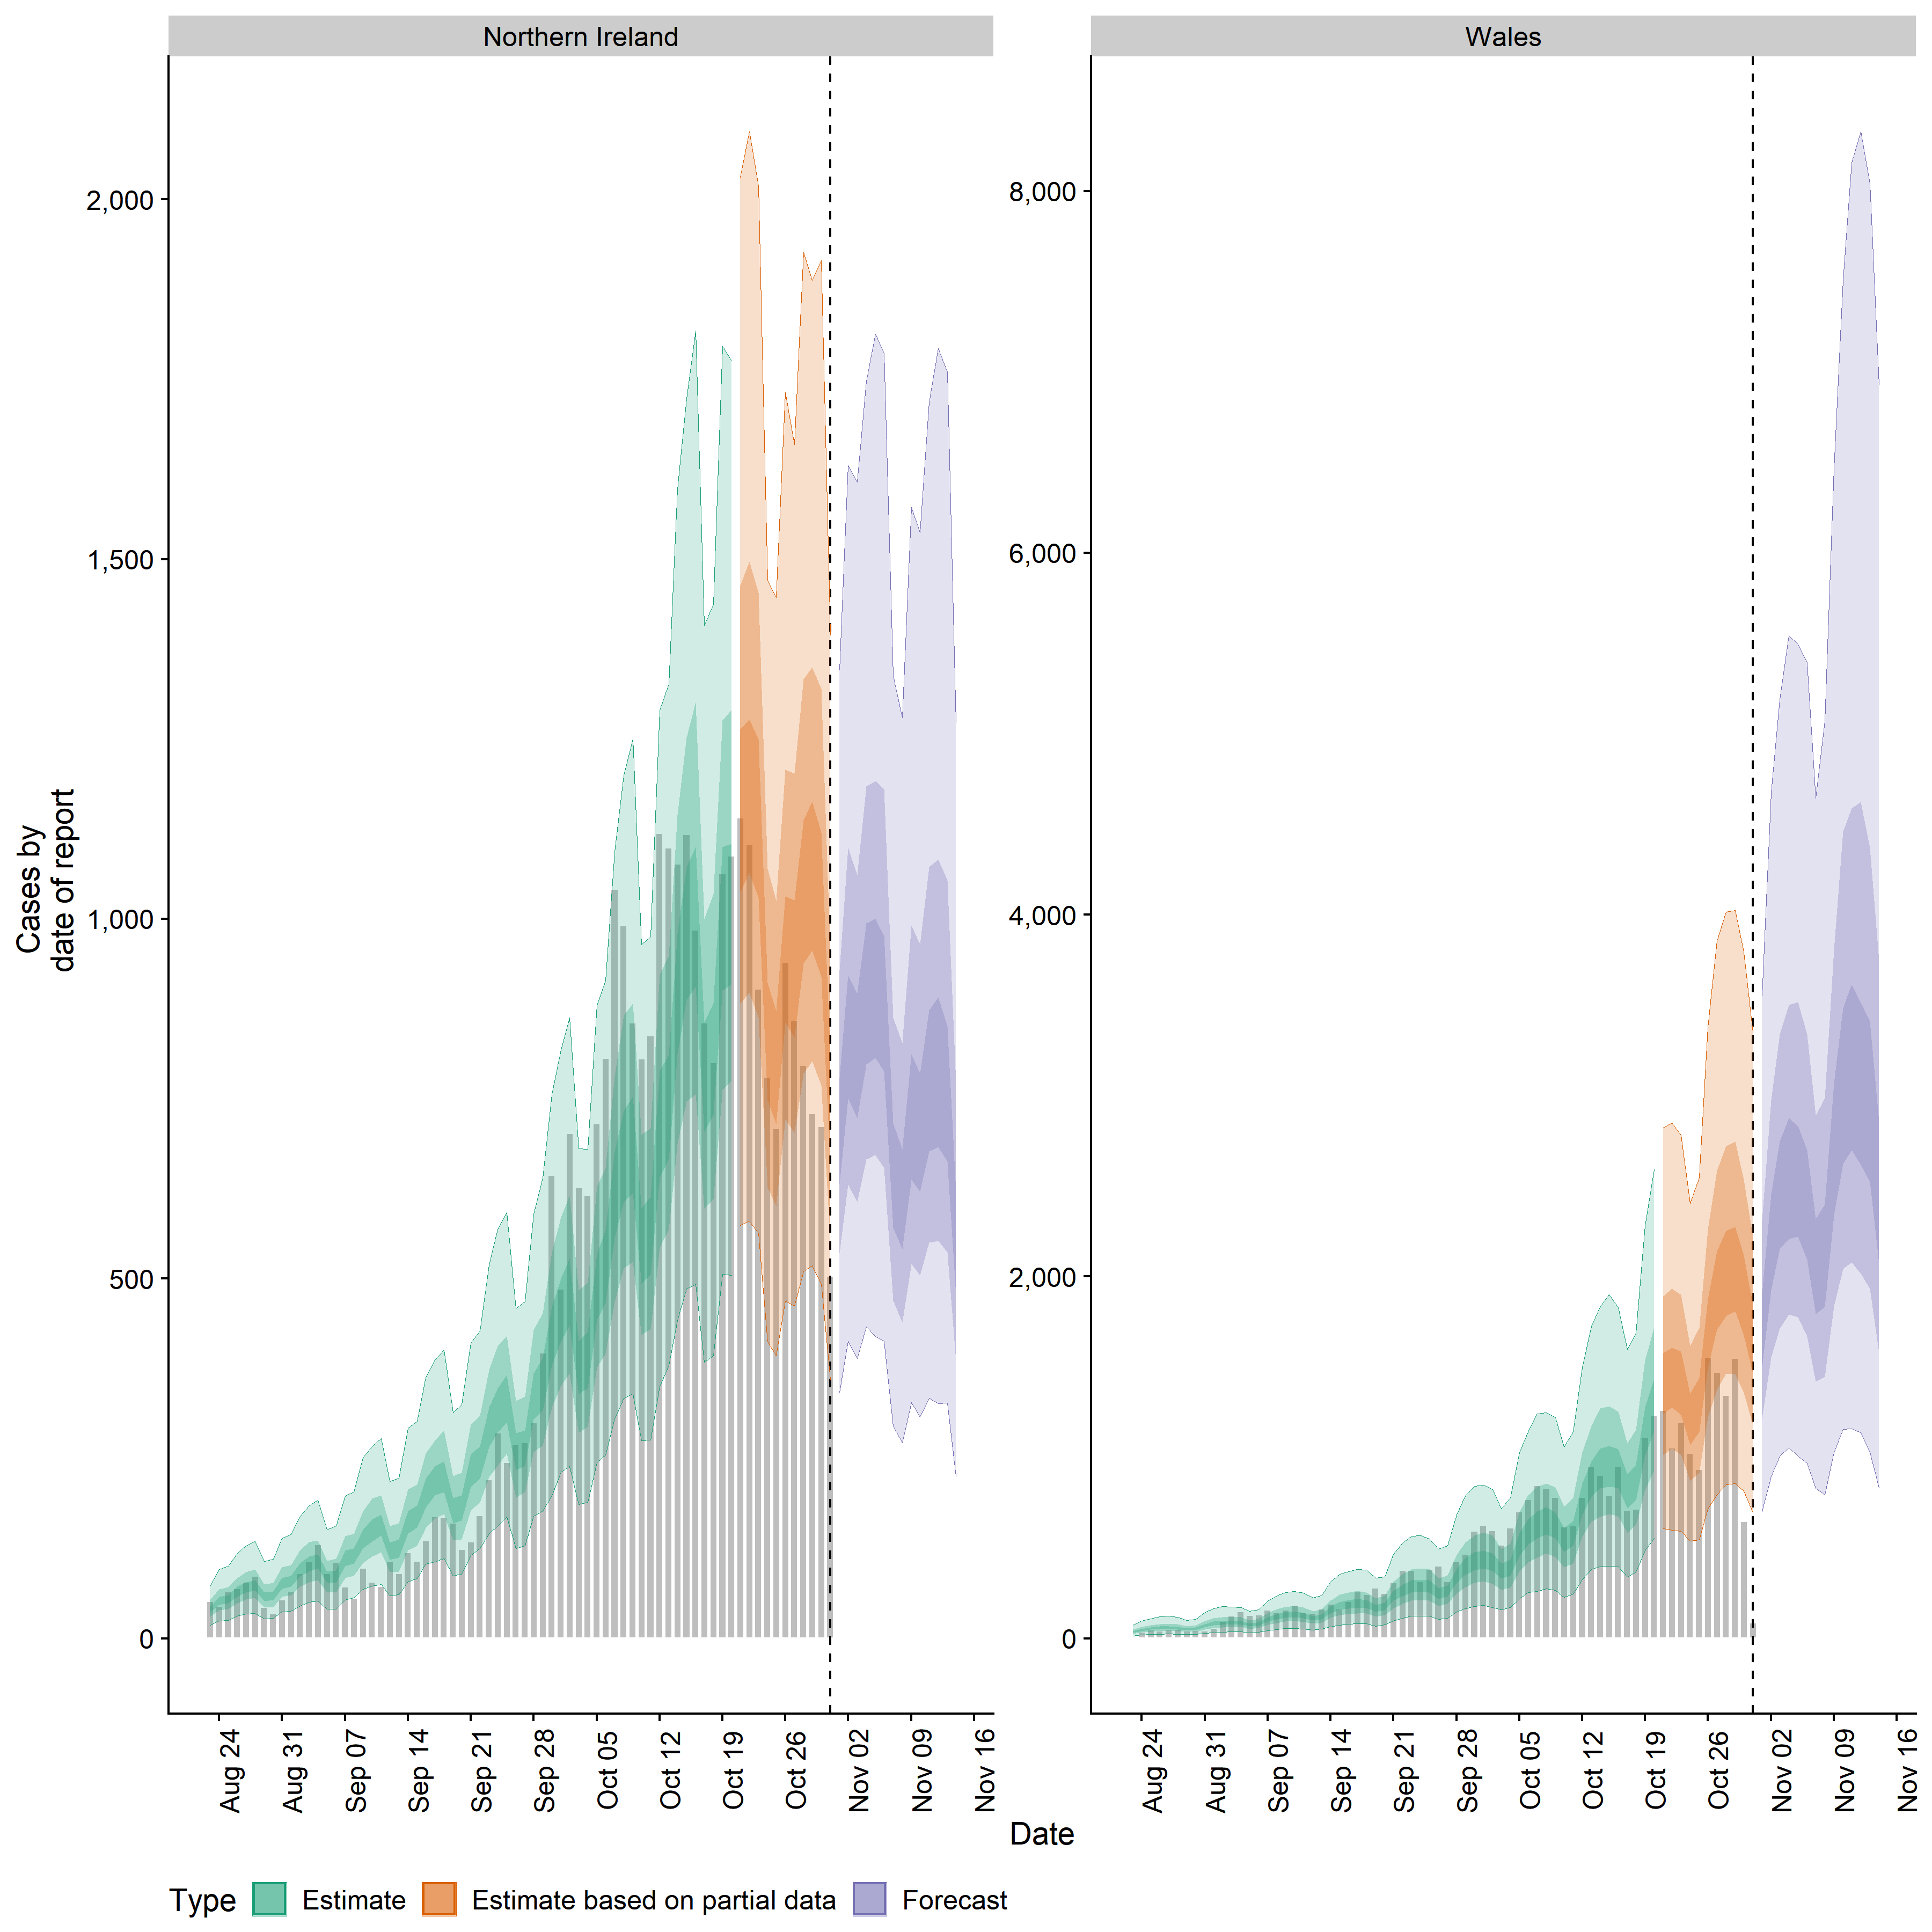 Northern Ireland
Wales
Cases by
date of report
2,000
1,500
1,000
500
0
8,000
6,000
4,000
2,000
0
Aug 24
Aug 31
Sep 07
Sep 14
Sep 21
Sep 28
Oct 05
Oct 12
Oct 19
Oct 26
Nov 02
Nov 09
Nov 16
Aug 24
Aug 31
Sep 07
Sep 14
Sep 21
Sep 28
Oct 05
Oct 12
Oct 19
Oct 26
Nov 02
Nov 09
Nov 16
Date
Type Estimate Estimate based on partial data Forecast